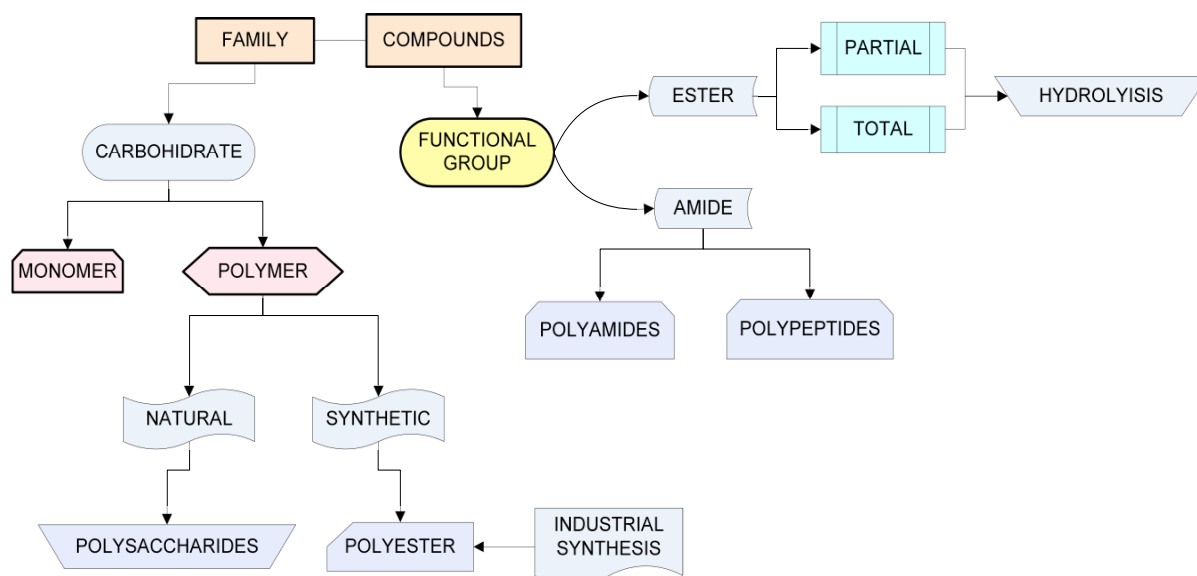 FAMILY
COMPOUNDS
PARTIAL
ESTER
HYDROLYISIS
TOTAL
FUNCTIONAL
GROUP
CARBOHIDRATE
AMIDE
MONOMER
POLYMER
POLYAMIDES
POLYPEPTIDES
NATURAL
SYNTHETIC
POLYSACCHARIDES
POLYESTER
INDUSTRIAL
SYNTHESIS